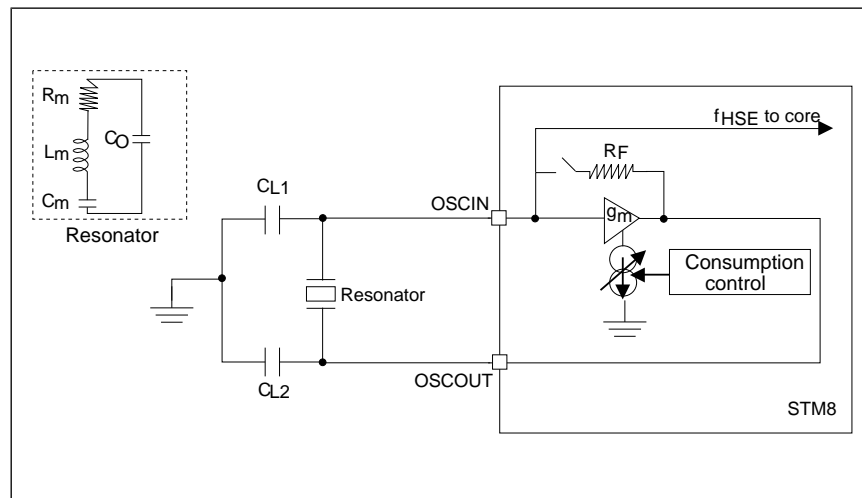 Rm
Lm
Cm
CO
Resonator
CL1
CL2
Resonator
OSCIN
OSCOUT
fHSE to core
RF
gm
Consumption
control
STM8